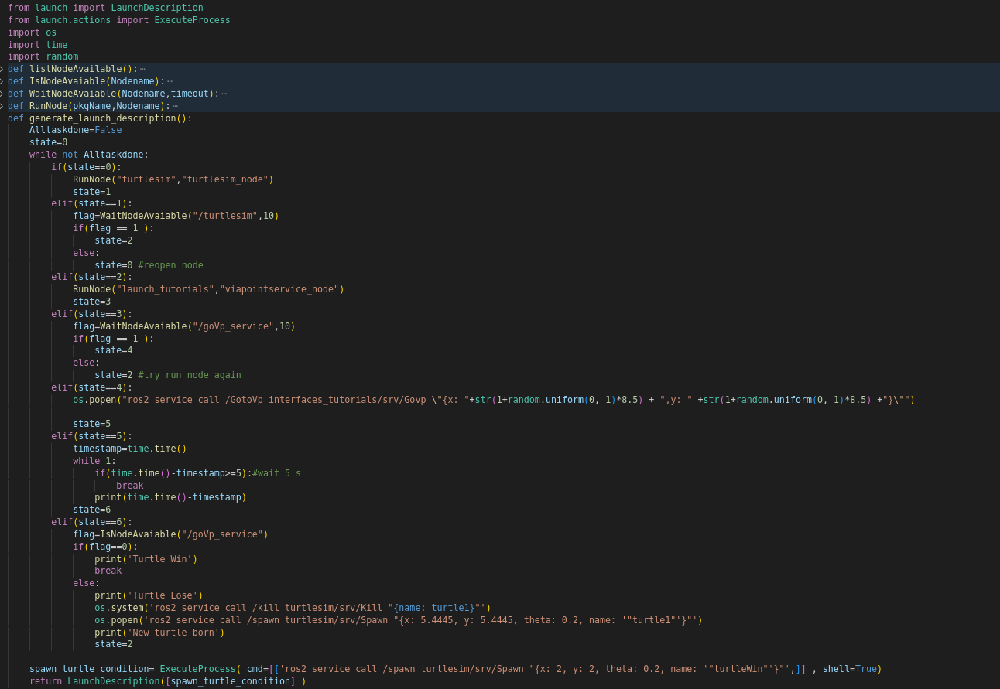 from launch import LaunchDescription
from launch.actions import ExecuteProcess
import os
import time
import random
def listNodeAvailable():⋯
def IsNodeAvaiable(Nodename):⋯
def WaitNodeAvaiable(Nodename,timeout):⋯
def RunNode(pkgName,Nodename):⋯
def generate_launch_description():
    Alltaskdone=False
    state=0
    while not Alltaskdone:
        if(state==0):
            RunNode("turtlesim","turtlesim_node")
            state=1
        elif(state==1):
            flag=WaitNodeAvaiable("/turtlesim",10)
            if(flag == 1 ):
                state=2
            else:
                state=0 #reopen node
        elif(state==2):
            RunNode("launch_tutorials","viapointservice_node")
            state=3
        elif(state==3):
            flag=WaitNodeAvaiable("/goVp_service",10)
            if(flag == 1 ):
                state=4
            else:
                state=2 #try run node again
        elif(state==4):
            os.popen("ros2 service call /GotoVp interfaces_tutorials/srv/Govp \"{x: "+str(1+random.uniform(0, 1)*8.5) + ",y: " +str(1+random.uniform(0, 1)*8.5) +"}\"")
            state=5
        elif(state==5):
            timestamp=time.time()
            while 1:
                if(time.time()-timestamp>=5):#wait 5 s
                    break
                print(time.time()-timestamp)
            state=6
        elif(state==6):
            flag=IsNodeAvaiable("/goVp_service")
            if(flag==0):
                print('Turtle Win')
                break
            else:
                print('Turtle Lose')
                os.system('ros2 service call /kill turtlesim/srv/Kill "{name: turtle1}"')
                os.popen('ros2 service call /spawn turtlesim/srv/Spawn "{x: 5.4445, y: 5.4445, theta: 0.2, name: '"turtle1"'}"')
                print('New turtle born')
                state=2
    spawn_turtle_condition= ExecuteProcess( cmd=[['ros2 service call /spawn turtlesim/srv/Spawn "{x: 2, y: 2, theta: 0.2, name: '"turtleWin"'}"',]] , shell=True)
    return LaunchDescription([spawn_turtle_condition] )